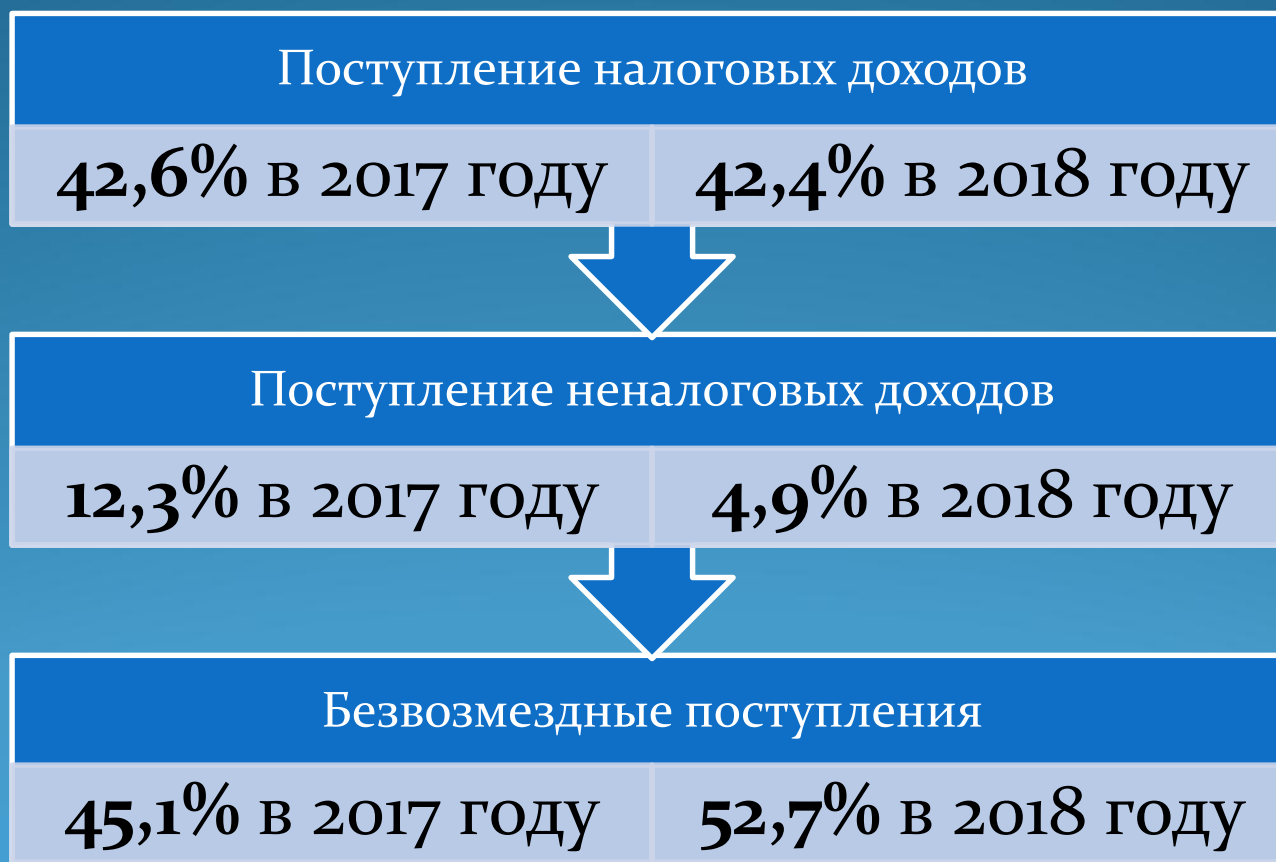 Поступление налоговых доходов
42,6% в 2017 году 42,4% в 2018 году
Поступление неналоговых доходов
12,3% в 2017 году 4,9% в 2018 году
Безвозмездные поступления
45,1% в 2017 году 52,7% в 2018 году